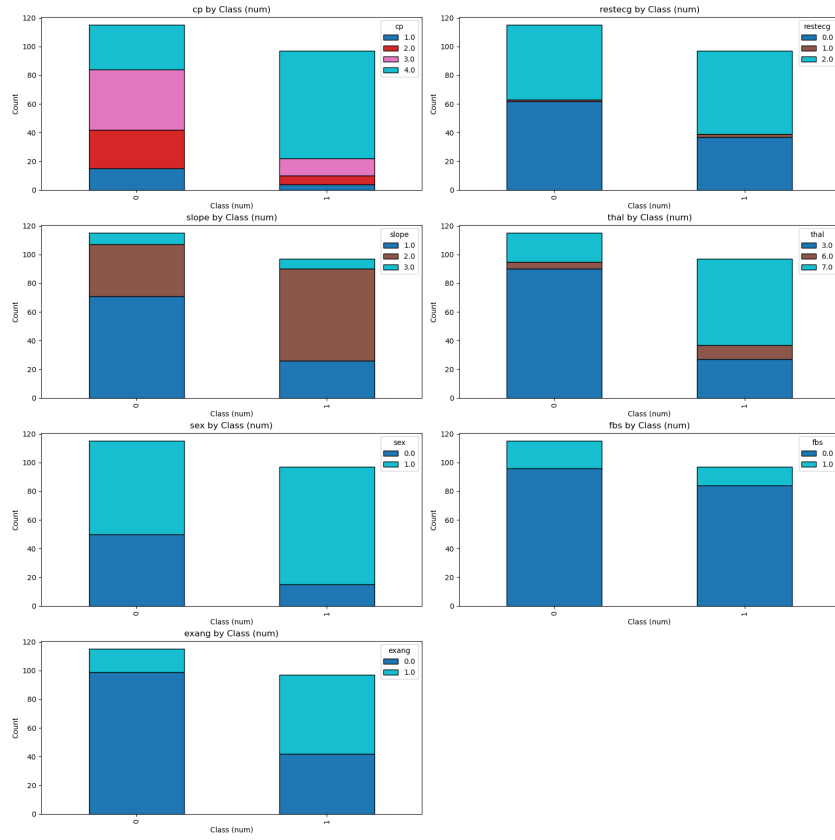 cp by Class (num)
120
100
80
60
40
20
0
Count
0
1
Class (num)
cp
1.0
2.0
3.0
4.0
restecg by Class (num)
120
100
80
60
40
20
0
Count
0
1
Class (num)
restecg
0.0
1.0
2.0
slope by Class (num)
120
100
80
60
40
20
0
Count
0
1
Class (num)
slope
1.0
2.0
3.0
thal by Class (num)
120
100
80
60
40
20
0
Count
0
1
Class (num)
thal
3.0
6.0
7.0
sex by Class (num)
120
100
80
60
40
20
0
Count
0
1
Class (num)
sex
0.0
1.0
fbs by Class (num)
120
100
80
60
40
20
0
Count
0
1
Class (num)
fbs
0.0
1.0
exang by Class (num)
120
100
80
60
40
20
0
Count
0
1
Class (num)
exang
0.0
1.0